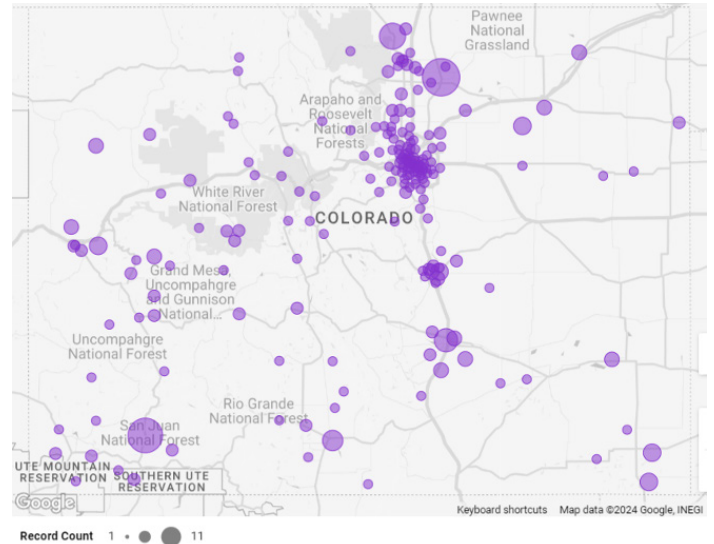 Pawnee
National
Grassland
Arapaho and
Roosevelt
National
Forests
White River
National Forest
COLORADO
Grand Mesa,
Uncompahgre
and Gunnison
National...
Uncompahgre
National Forest
Rio Grande
National Forest
San Juan
National Forest
UTE MOUNTAIN
RESERVATION
SOUTHERN UTE
RESERVATION
Google
Keyboard shortcuts Map data ©2024 Google, INEGI
Record Count 1 11